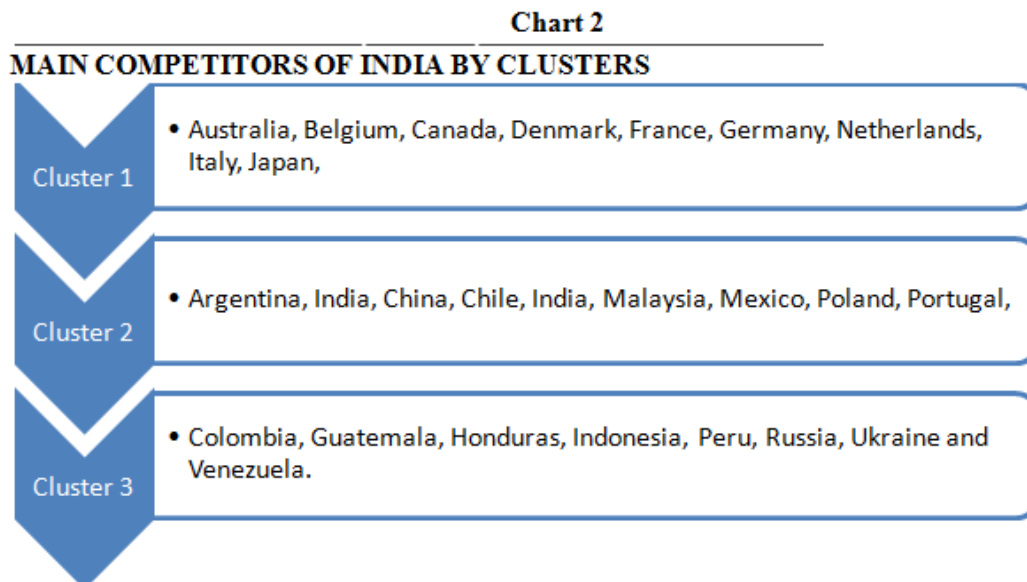 Chart 2
MAIN COMPETITORS OF INDIA BY CLUSTERS
Cluster 1
• Australia, Belgium, Canada, Denmark, France, Germany, Netherlands,
Italy, Japan,
Cluster 2
• Argentina, India, China, Chile, India, Malaysia, Mexico, Poland, Portugal,
Cluster 3
• Colombia, Guatemala, Honduras, Indonesia, Peru, Russia, Ukraine and
Venezuela.